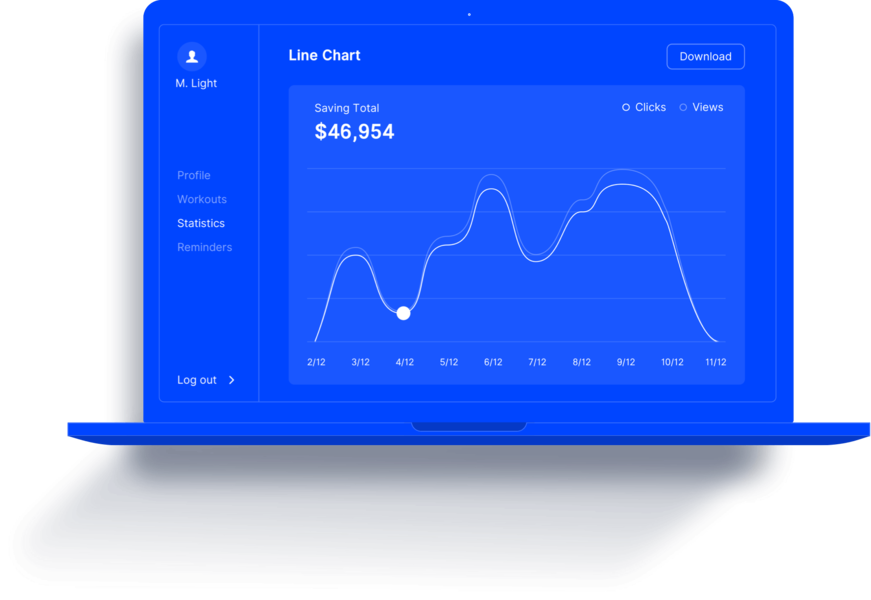 M. Light
Profile
Workouts
Statistics
Reminders
Log out
Line Chart
Download
Saving Total
$46,954
Clicks Views
2/12 3/12 4/12 5/12 6/12 7/12 8/12 9/12 10/12 11/12